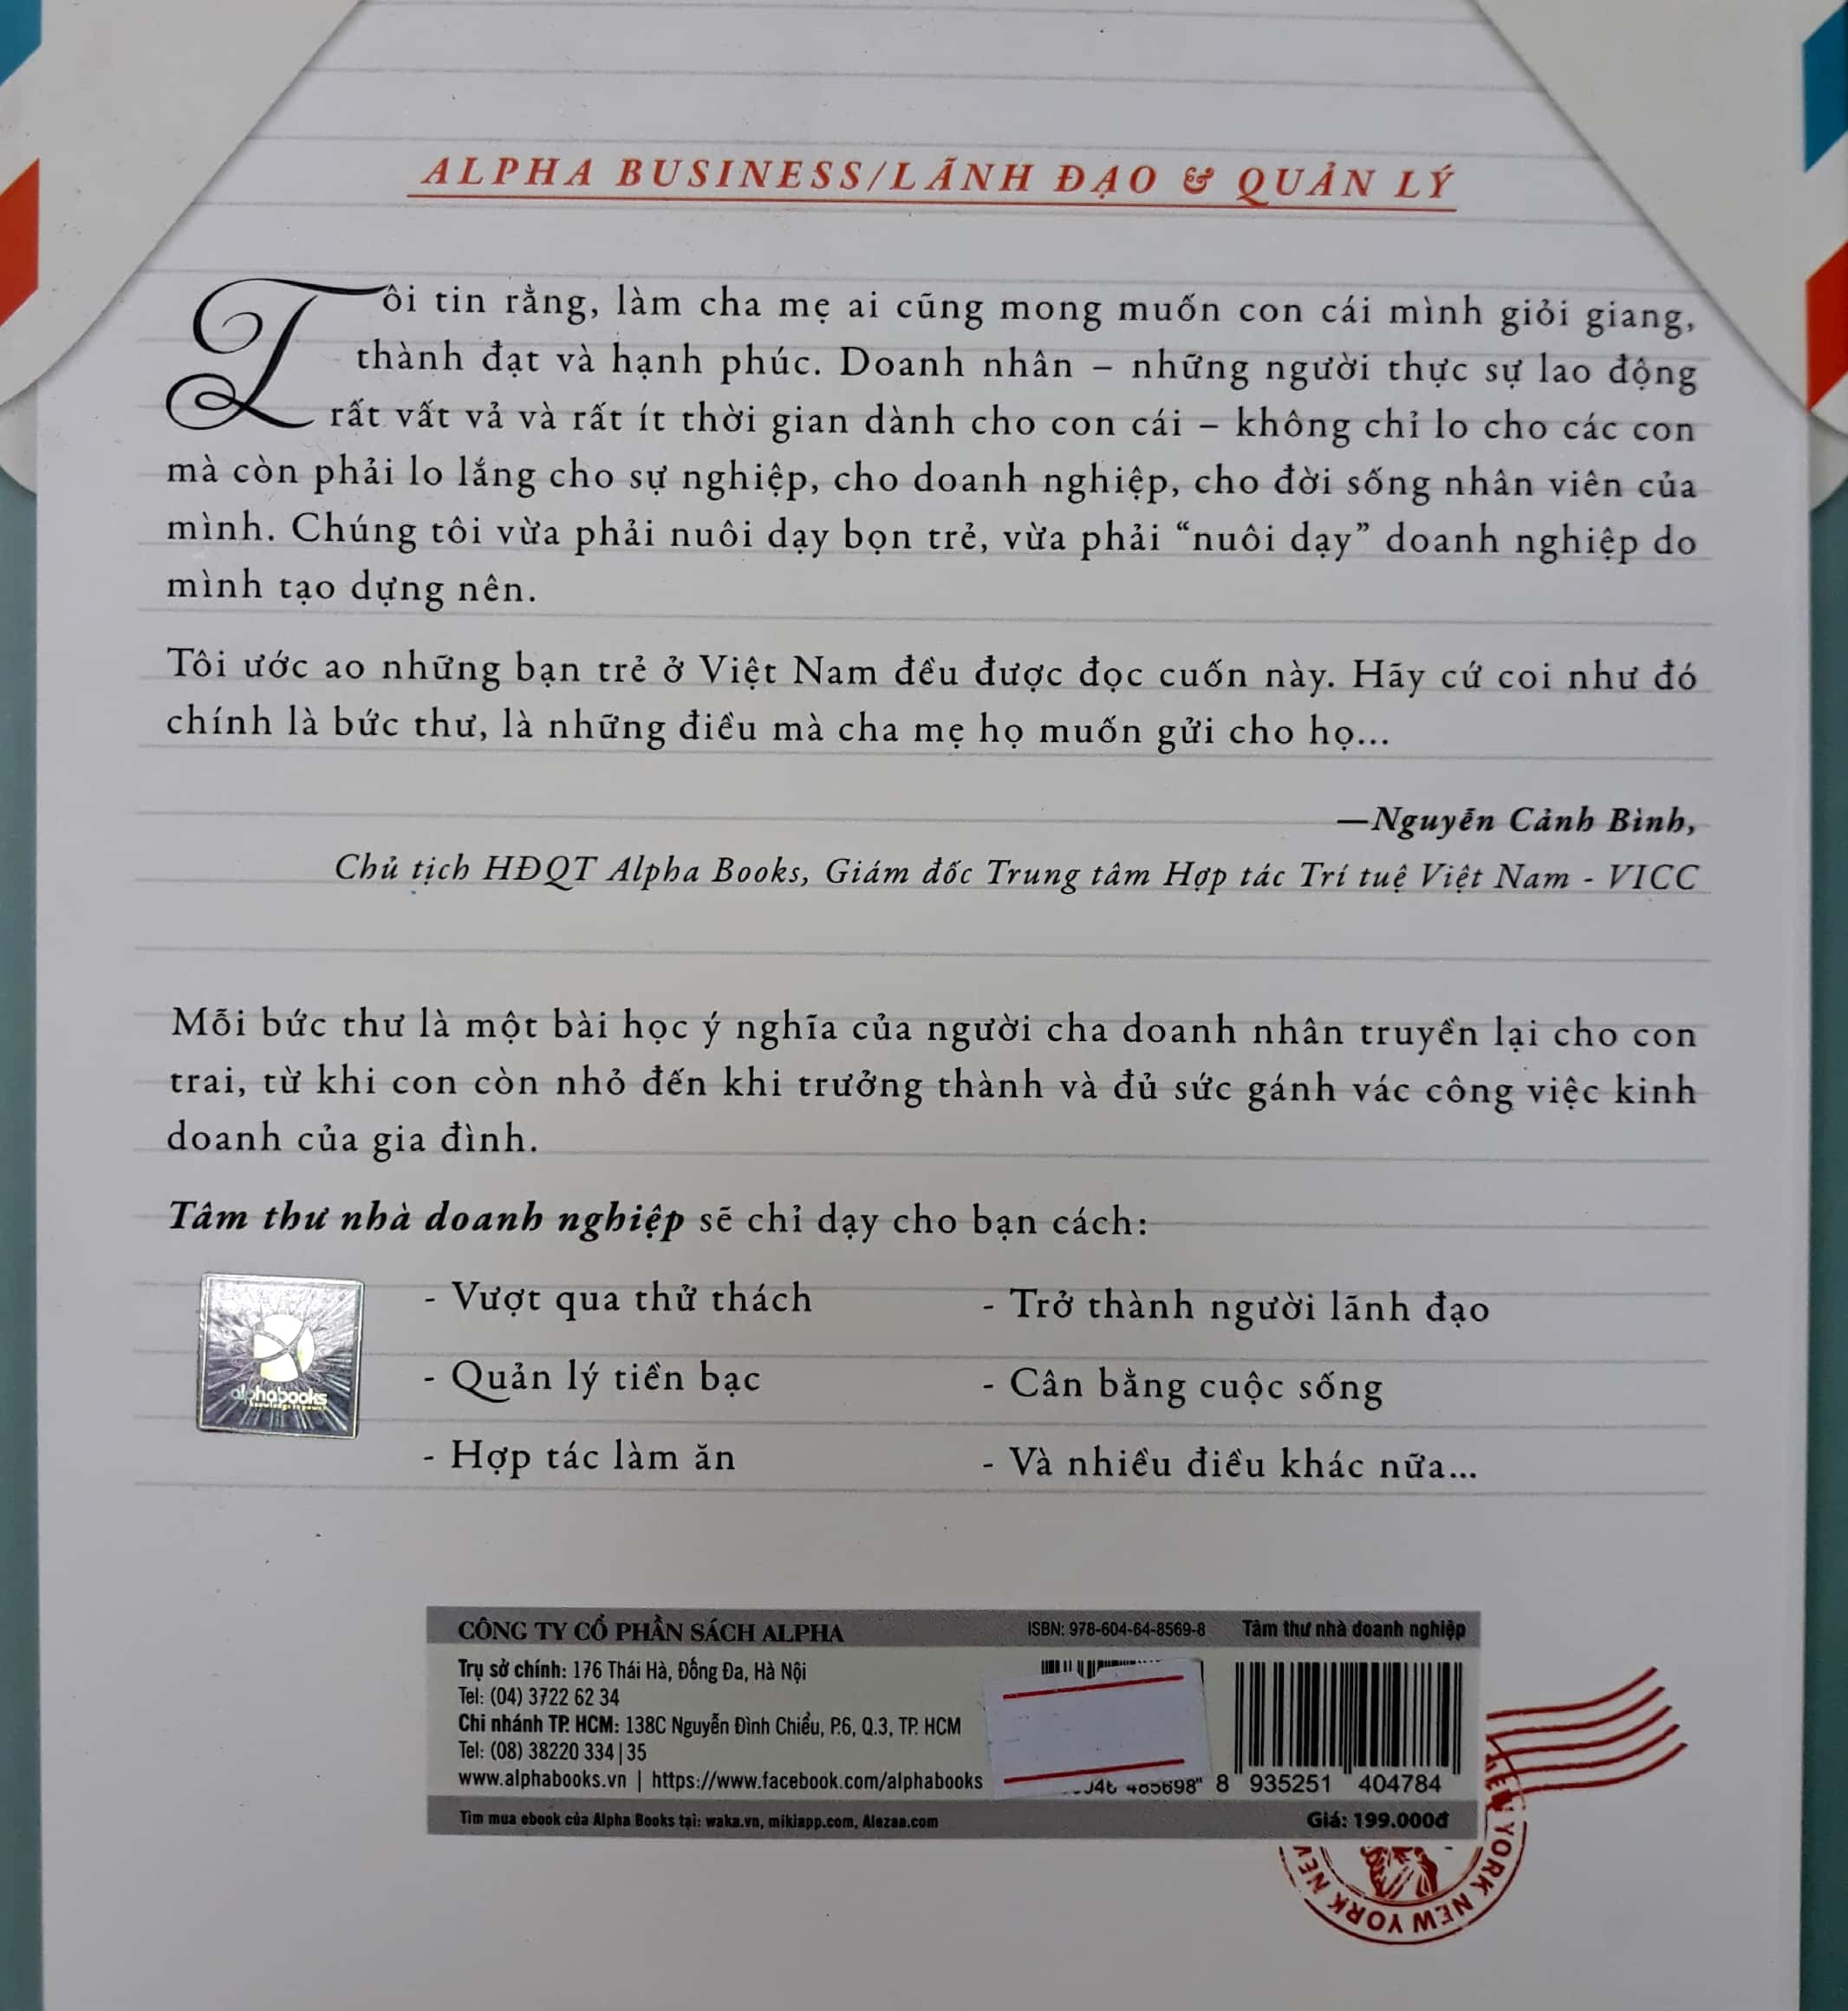 ALPHA BUSINESS/LÃNH ĐẠO & QUẢN LÝ
Tôi tin rằng, làm cha mẹ ai cũng mong muốn con cái mình giỏi giang,
thành đạt và hạnh phúc. Doanh nhân – những người thực sự lao động
rất vất vả và rất ít thời gian dành cho con cái – không chỉ lo cho các con
mà còn phải lo lắng cho sự nghiệp, cho doanh nghiệp, cho đời sống nhân viên của
mình. Chúng tôi vừa phải nuôi dạy bọn trẻ, vừa phải “nuôi dạy” doanh nghiệp do
mình tạo dựng nên.
Tôi ước ao những bạn trẻ ở Việt Nam đều được đọc cuốn này. Hãy cứ coi như đó
chính là bức thư, là những điều mà cha mẹ họ muốn gửi cho họ...
—Nguyễn Cảnh Bình,
Chủ tịch HĐQT Alpha Books, Giám đốc Trung tâm Hợp tác Trí tuệ Việt Nam - VICC
Mỗi bức thư là một bài học ý nghĩa của người cha doanh nhân truyền lại cho con
trai, từ khi con còn nhỏ đến khi trưởng thành và đủ sức gánh vác công việc kinh
doanh của gia đình.
Tâm thư nhà doanh nghiệp sẽ chỉ dạy cho bạn cách:
- Vượt qua thử thách
- Quản lý tiền bạc
- Hợp tác làm ăn
- Trở thành người lãnh đạo
- Cân bằng cuộc sống
- Và nhiều điều khác nữa...
alphabooks
knowledge is power
CÔNG TY CỔ PHẦN SÁCH ALPHA
Trụ sở chính: 176 Thái Hà, Đống Đa, Hà Nội
Tel: (04) 3722 62 34
Chi nhánh TP. HCM: 138C Nguyễn Đình Chiểu, P.6, Q.3, TP. HCM
Tel: (08) 38220 334|35
www.alphabooks.vn | https://www.facebook.com/alphabooks
Tìm mua ebook của Alpha Books tại: waka.vn, mikiapp.com, Alezaa.com
ISBN: 978-604-64-8569-8
Tâm thư nhà doanh nghiệp
8 935251 404784
Giá: 199.000đ
YORK NEW YORK NEW